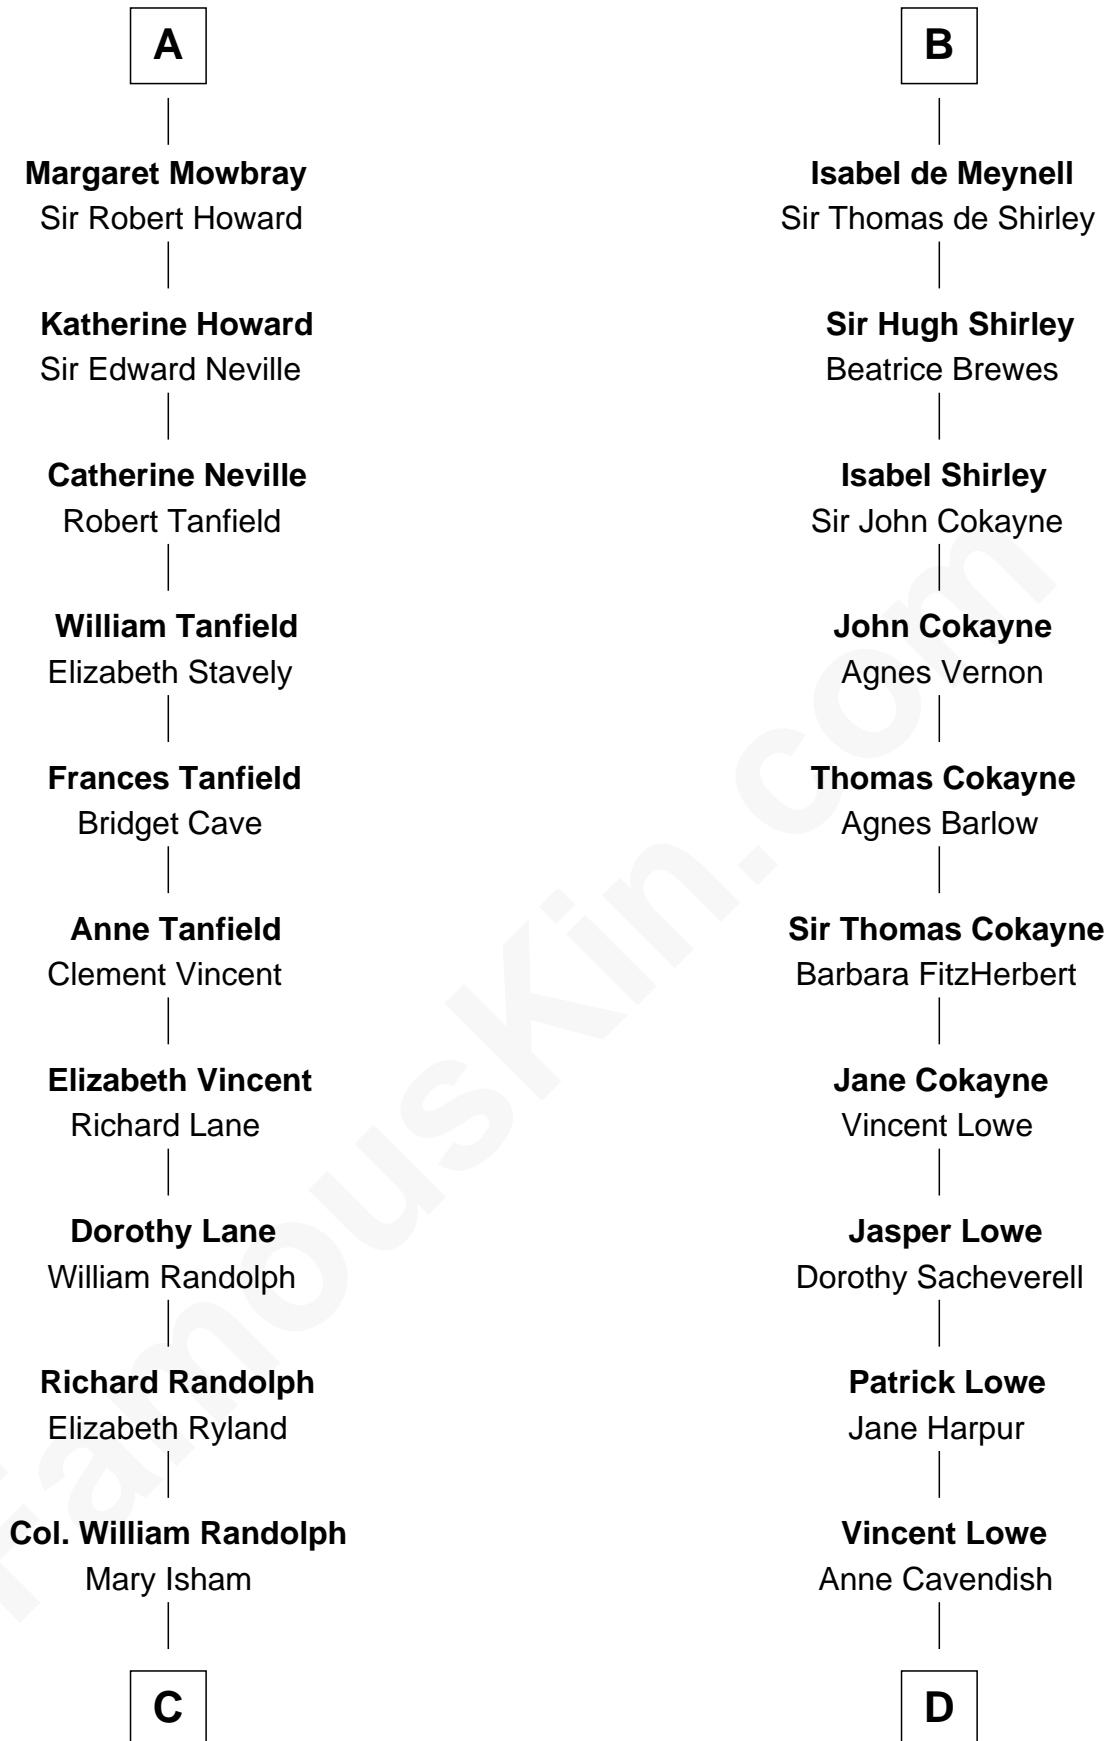 A
Margaret Mowbray
Sir Robert Howard
Katherine Howard
Sir Edward Neville
Catherine Neville
Robert Tanfield
William Tanfield
Elizabeth Stavely
Frances Tanfield
Bridget Cave
Anne Tanfield
Clement Vincent
Elizabeth Vincent
Richard Lane
Dorothy Lane
William Randolph
Richard Randolph
Elizabeth Ryland
Col. William Randolph
Mary Isham
C
B
Isabel de Meynell
Sir Thomas de Shirley
Sir Hugh Shirley
Beatrice Brewes
Isabel Shirley
Sir John Cokayne
John Cokayne
Agnes Vernon
Thomas Cokayne
Agnes Barlow
Sir Thomas Cokayne
Barbara FitzHerbert
Jane Cokayne
Vincent Lowe
Jasper Lowe
Dorothy Sacheverell
Patrick Lowe
Jane Harpur
Vincent Lowe
Anne Cavendish
D
FamousKin.com